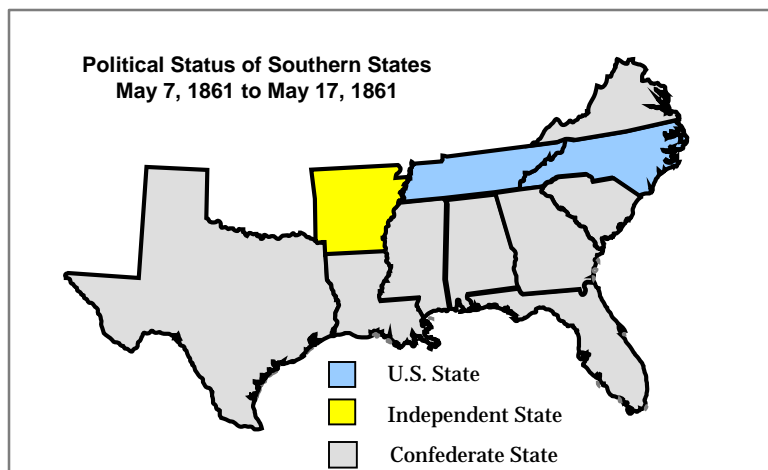 Political Status of Southern States
May 7, 1861 to May 17, 1861
U.S. State
Independent State
Confederate State